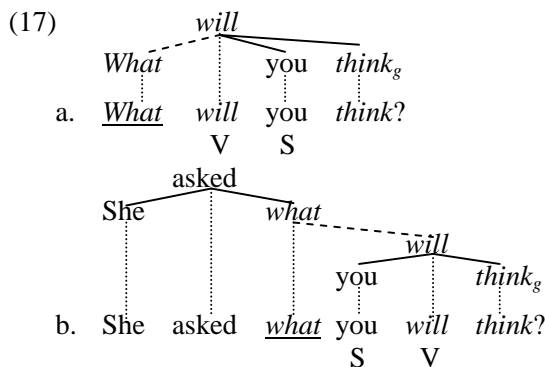 (17) will
What you think_g
a. What will you think?
V S
asked
She what
will
you think_g
b. She asked what you will think?
S V